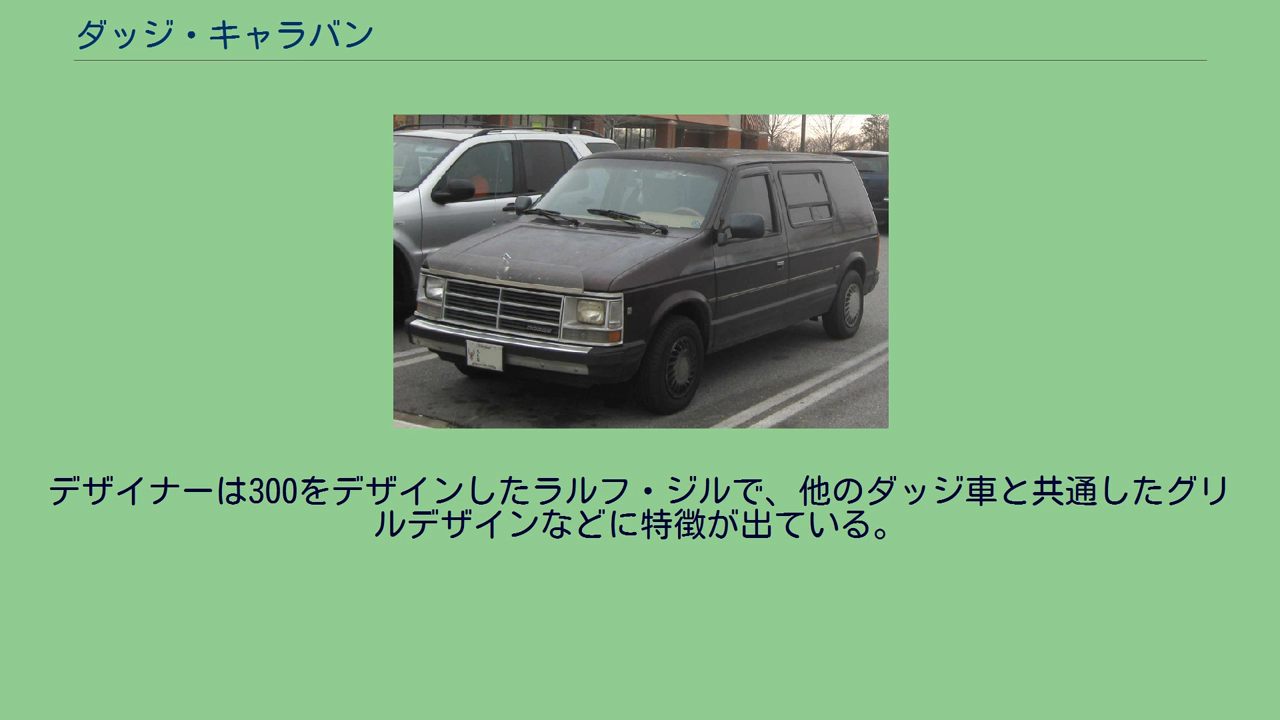 ダッジ・キャラバン
デザイナーは300をデザインしたラルフ・ジルで、他のダッジ車と共通したグリ
ルデザインなどに特徴が出ている。